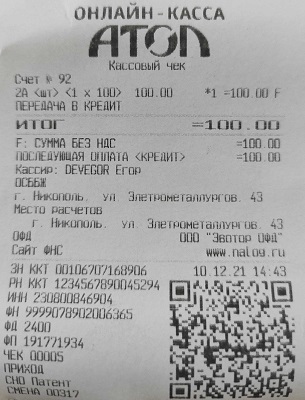 ОНЛАЙН-КАССА
АТОЛ
Кассовый чек
Счет № 92
2А <шт> <1 х 100> 100.00 *1 =100.00 F
ПЕРЕДАЧА В КРЕДИТ
ИТОГ =100.00
F: СУММА БЕЗ НДС =100.00
ПОСЛЕДУЮЩАЯ ОПЛАТА <КРЕДИТ> =100.00
Кассир: DEVEGOR Егор
ОСББЖ
г. Никополь, ул Элетрометаллургов, 43
Место расчетов
г. Никополь, ул Элетрометаллургов, 43
ОФД ООО "Эвотор ОФД"
Сайт ФНС www.nalog.ru
ЗН ККТ 00106707168906 10.12.21 14:43
РН ККТ 1234567890045294
ИНН 230800846904
ФН 9999078902006365
ФД 2400
ФП 191771934
ЧЕК 00005
ПРИХОД
СНО Патент
СМЕНА 00317